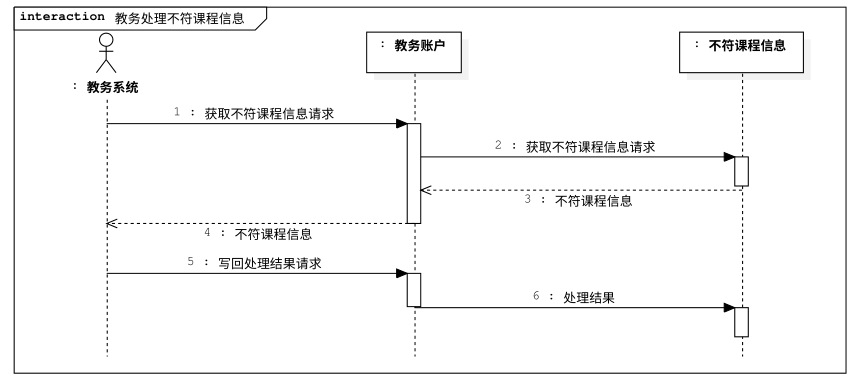 interaction 教务处理不符课程信息
: 教务系统
: 教务账户
: 不符课程信息
1 : 获取不符课程信息请求
2 : 获取不符课程信息请求
3 : 不符课程信息
4 : 不符课程信息
5 : 写回处理结果请求
6 : 处理结果